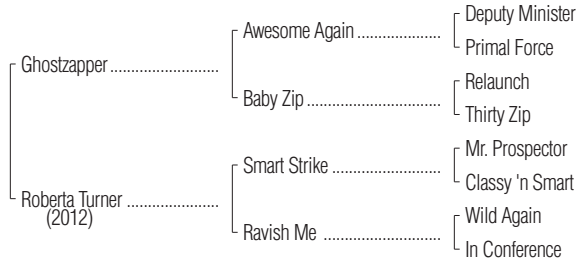 Deputy Minister
Awesome Again ....................
Primal Force
Ghostzapper ..........................
Relaunch
Baby Zip ................................
Thirty Zip
Mr. Prospector
Smart Strike ..........................
Classy 'n Smart
Roberta Turner ......................
(2012)
Wild Again
Ravish Me ............................
In Conference